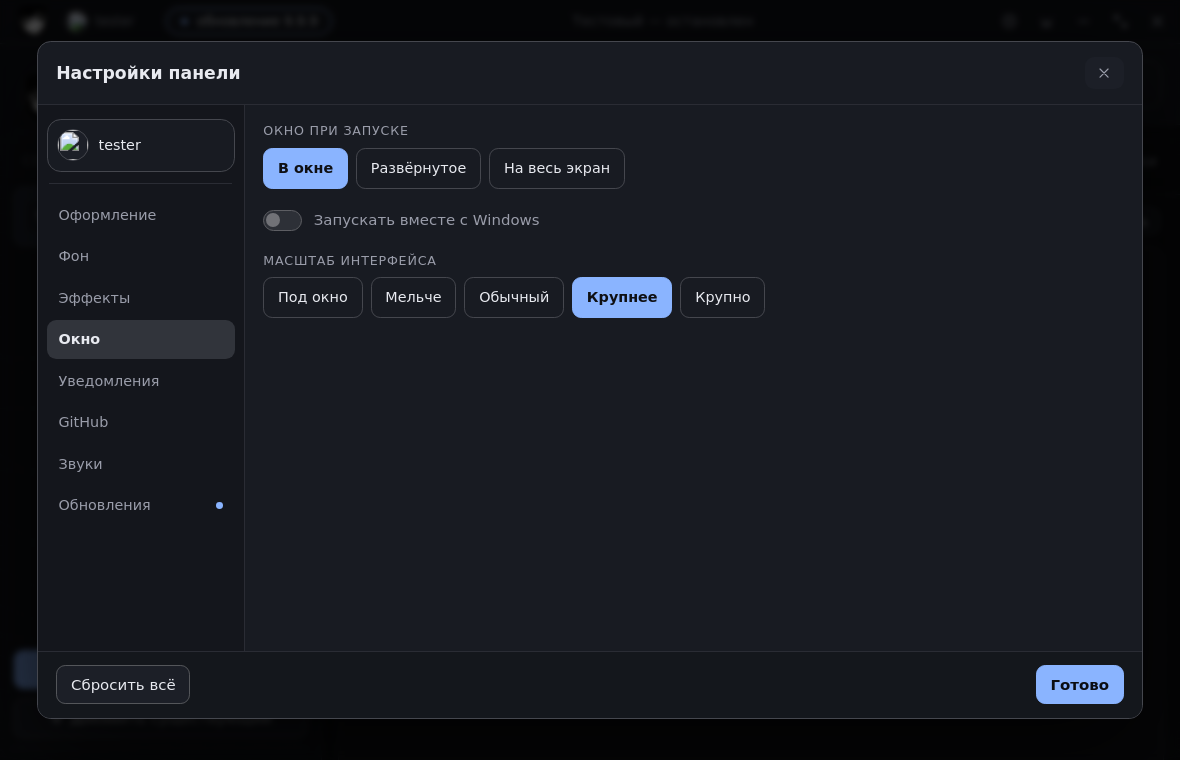 Настройки панели
tester
Оформление
Фон
Эффекты
Окно
Уведомления
GitHub
Звуки
Обновления
ОКНО ПРИ ЗАПУСКЕ
В окне Развёрнутое На весь экран
Запускать вместе с Windows
МАСШТАБ ИНТЕРФЕЙСА
Под окно Мельче Обычный Крупнее Крупно
Сбросить всё Готово